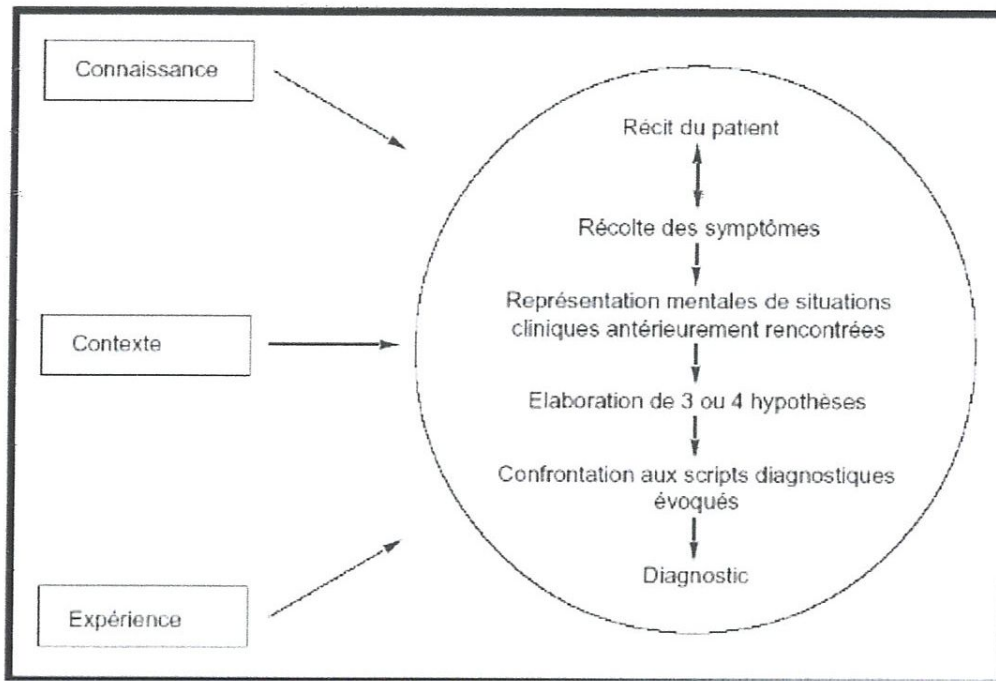 Connaissance
Récit du patient
Récolte des symptômes
Représentation mentales de situations
cliniques antérieurement rencontrées
Contexte
Elaboration de 3 ou 4 hypothèses
Confrontation aux scripts diagnostiques
évoqués
Diagnostic
Expérience